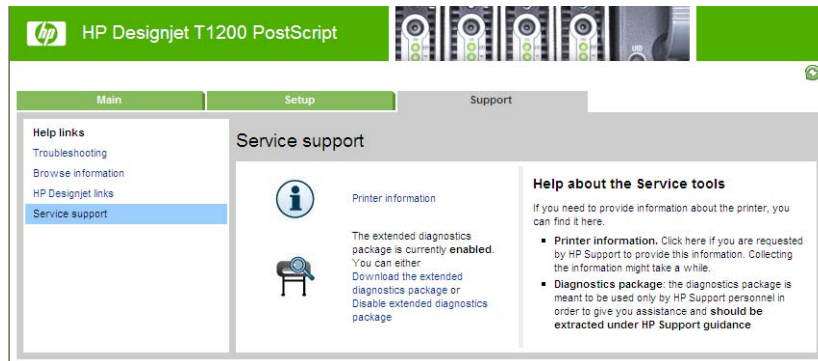 hp HP Designjet T1200 PostScript
UID
Main Setup Support
Help links
Troubleshooting
Browse information
HP Designjet links
Service support
Service support
Printer information
The extended diagnostics
package is currently enabled.
You can either
Download the extended
diagnostics package or
Disable extended diagnostics
package
Help about the Service tools
If you need to provide information about the printer, you
can find it here.
▪ Printer information. Click here if you are requested
by HP Support to provide this information. Collecting
the information might take a while.
▪ Diagnostics package: the diagnostics package is
meant to be used only by HP Support personnel in
order to give you assistance and should be
extracted under HP Support guidance